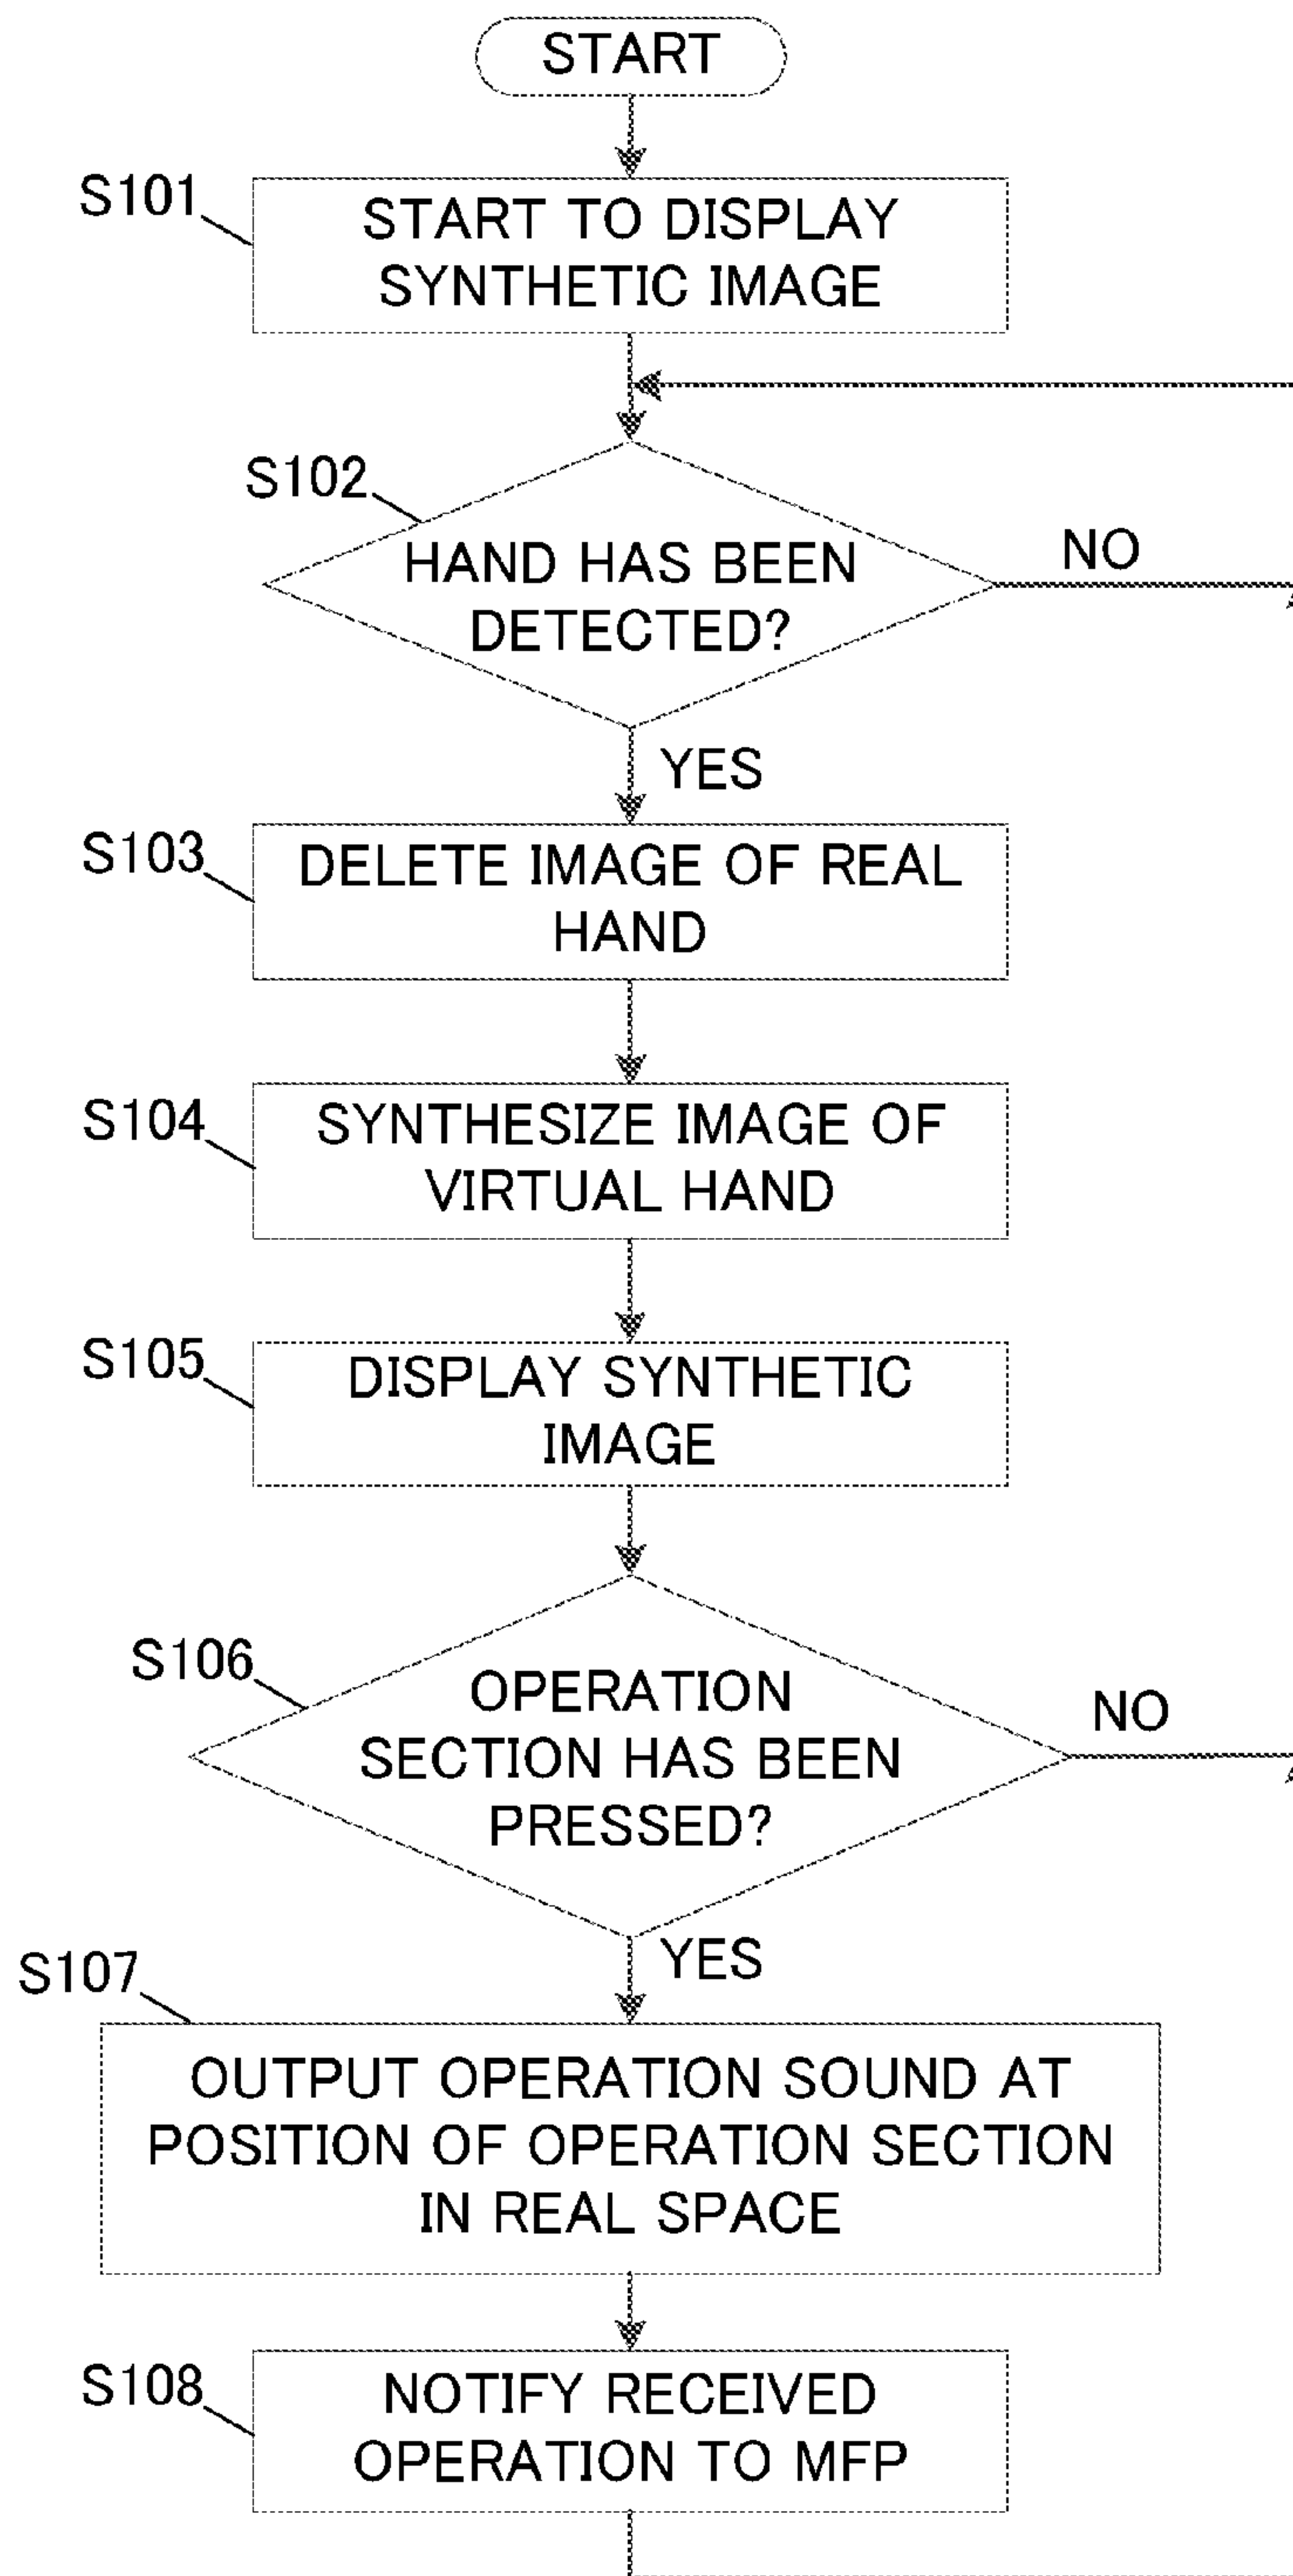 START
S101
START TO DISPLAY
SYNTHETIC IMAGE
S102
HAND HAS BEEN
DETECTED?
NO
YES
S103
DELETE IMAGE OF REAL
HAND
S104
SYNTHESIZE IMAGE OF
VIRTUAL HAND
S105
DISPLAY SYNTHETIC
IMAGE
S106
OPERATION
SECTION HAS BEEN
PRESSED?
NO
YES
S107
OUTPUT OPERATION SOUND AT
POSITION OF OPERATION SECTION
IN REAL SPACE
S108
NOTIFY RECEIVED
OPERATION TO MFP